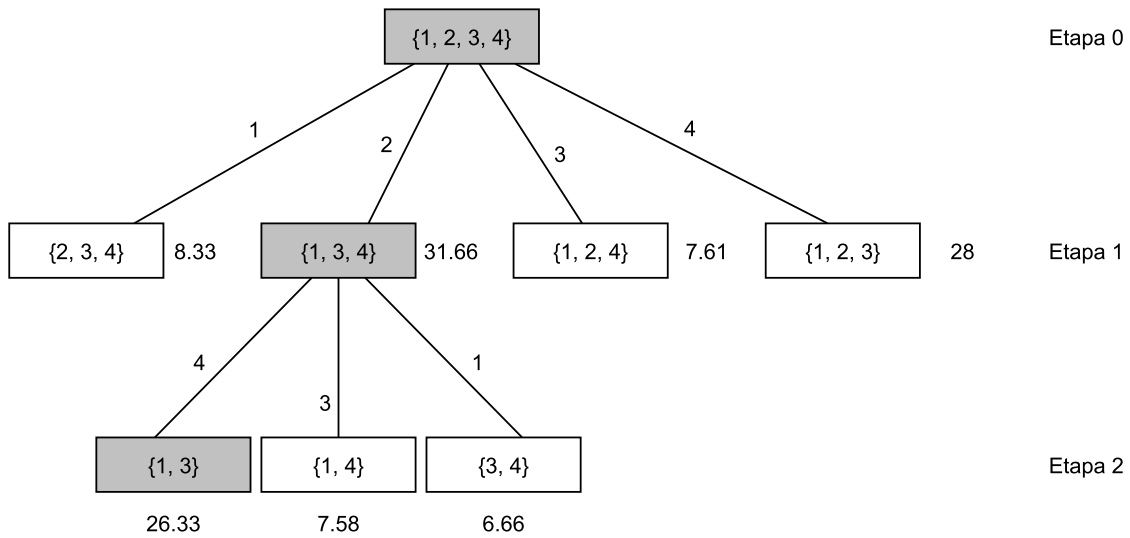 {1, 2, 3, 4}
Etapa 0
1
2
3
4
{2, 3, 4}
8.33
{1, 3, 4}
31.66
{1, 2, 4}
7.61
{1, 2, 3}
28
Etapa 1
4
3
1
{1, 3}
{1, 4}
{3, 4}
Etapa 2
26.33
7.58
6.66